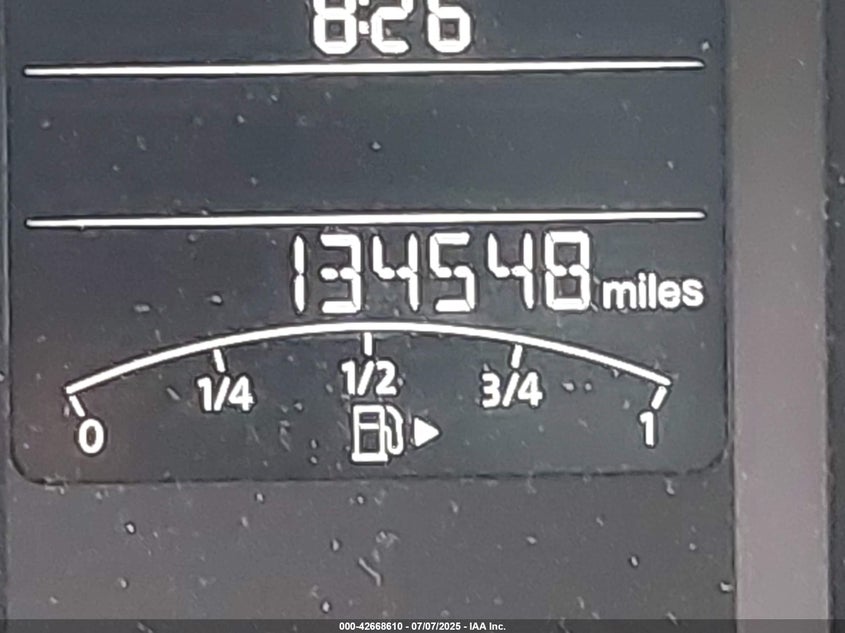 8:26
134548 miles
0 1/4 1/2 3/4 1
000-42668610 - 07/07/2025 - IAA Inc.